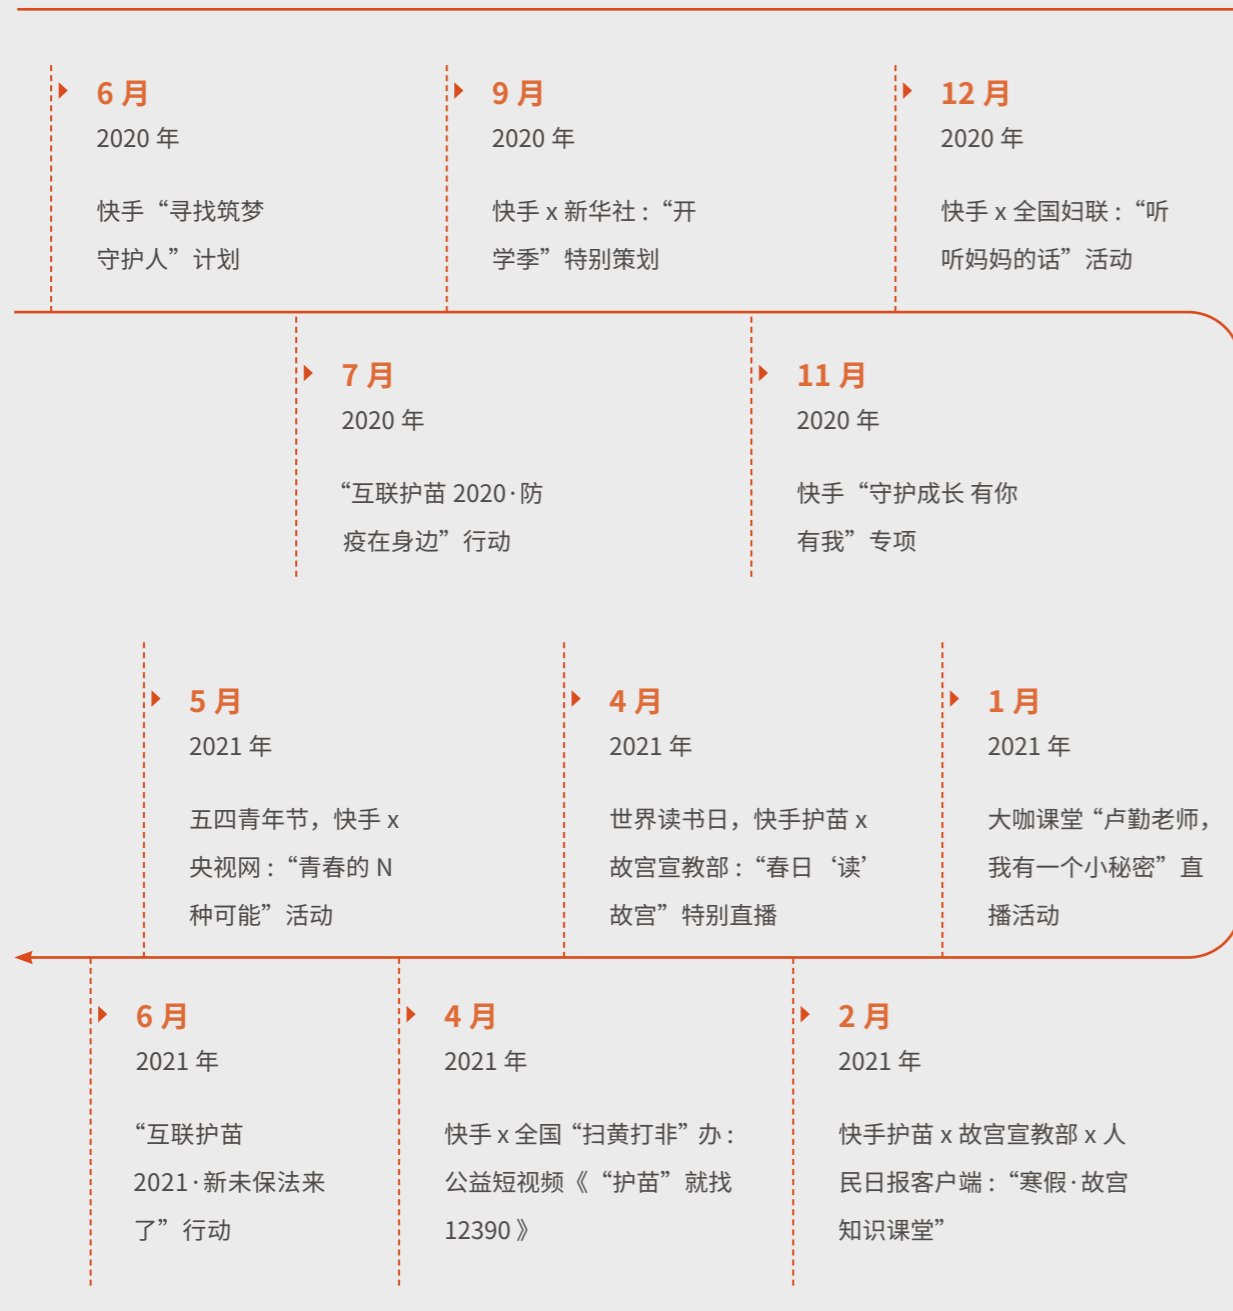 6 月
2020 年
快手“寻找筑梦
守护人”计划
9 月
2020 年
快手 x 新华社：“开
学季”特别策划
12 月
2020 年
快手 x 全国妇联：“听
听妈妈的话”活动
7 月
2020 年
“互联护苗 2020·防
疫在身边”行动
11 月
2020 年
快手“守护成长 有你
有我”专项
5 月
2021 年
五四青年节，快手 x
央视网：“青春的 N
种可能”活动
4 月
2021 年
世界读书日，快手护苗 x
故宫宣教部：“春日‘读’
故宫”特别直播
1 月
2021 年
大咖课堂“卢勤老师，
我有一个小秘密”直
播活动
6 月
2021 年
“互联护苗
2021·新未保法来
了”行动
4 月
2021 年
快手 x 全国“扫黄打非”办：
公益短视频《“护苗”就找
12390》
2 月
2021 年
快手护苗 x 故宫宣教部 x 人
民日报客户端：“寒假·故宫
知识课堂”